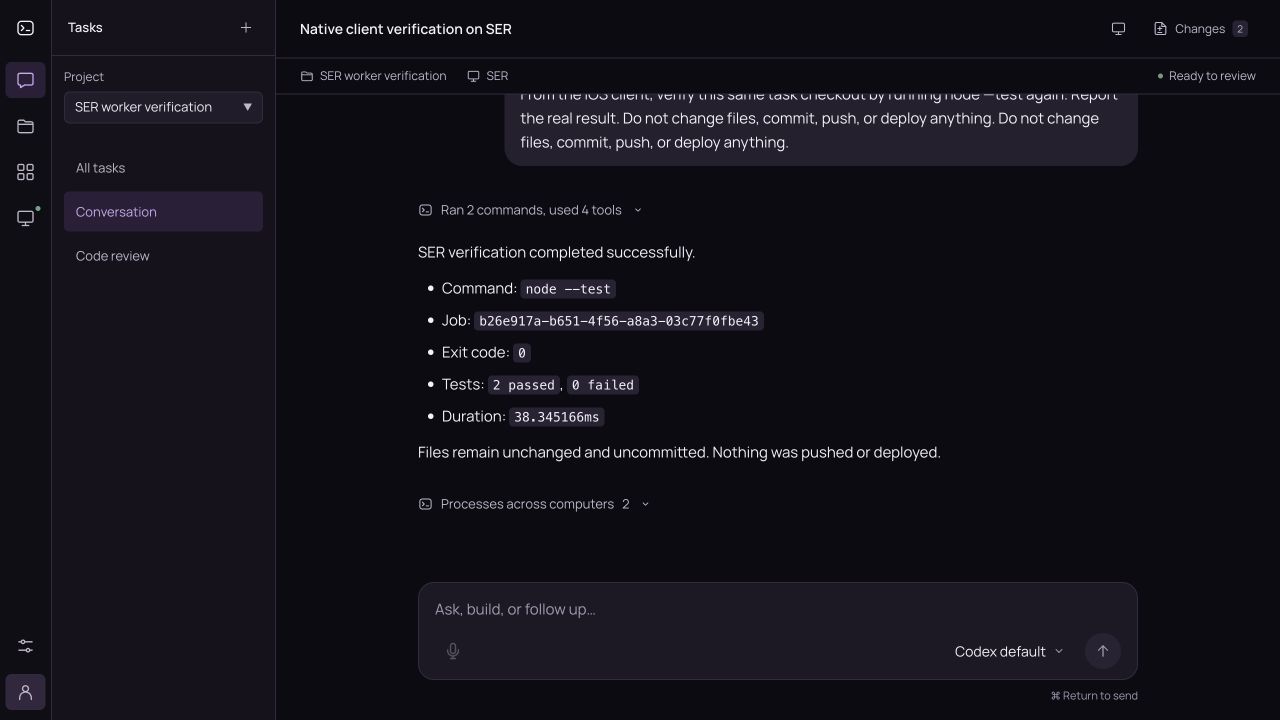 Tasks
Project
SER worker verification
All tasks
Conversation
Code review
Native client verification on SER
Changes 2
SER worker verification
SER
Ready to review
From the iOS client, verify this same task checkout by running node —test again. Report
the real result. Do not change files, commit, push, or deploy anything. Do not change
files, commit, push, or deploy anything.
Ran 2 commands, used 4 tools
SER verification completed successfully.
Command: node --test
Job: b26e917a-b651-4f56-a8a3-03c77f0fbe43
Exit code: 0
Tests: 2 passed, 0 failed
Duration: 38.345166ms
Files remain unchanged and uncommitted. Nothing was pushed or deployed.
Processes across computers 2
Ask, build, or follow up…
Codex default
⌘ Return to send